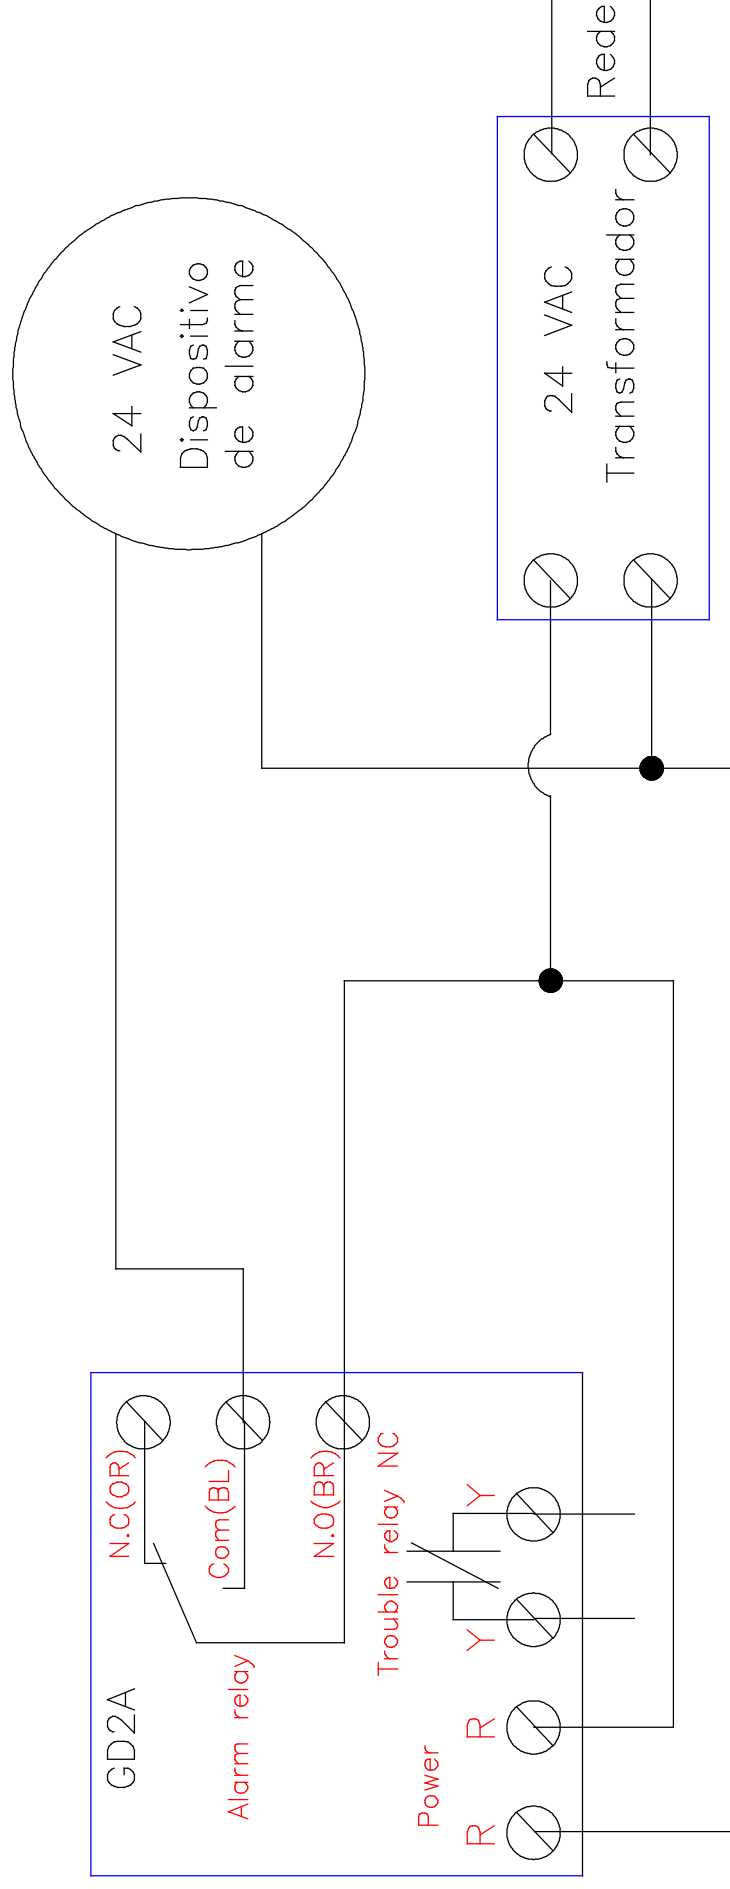 GD2A
N.C(OR)
Com(BL)
N.O(BR)
Alarm relay
Trouble relay NC
Power
R
R
Y
Y
24 VAC
Dispositivo
de alarme
24 VAC
Transformador
Rede